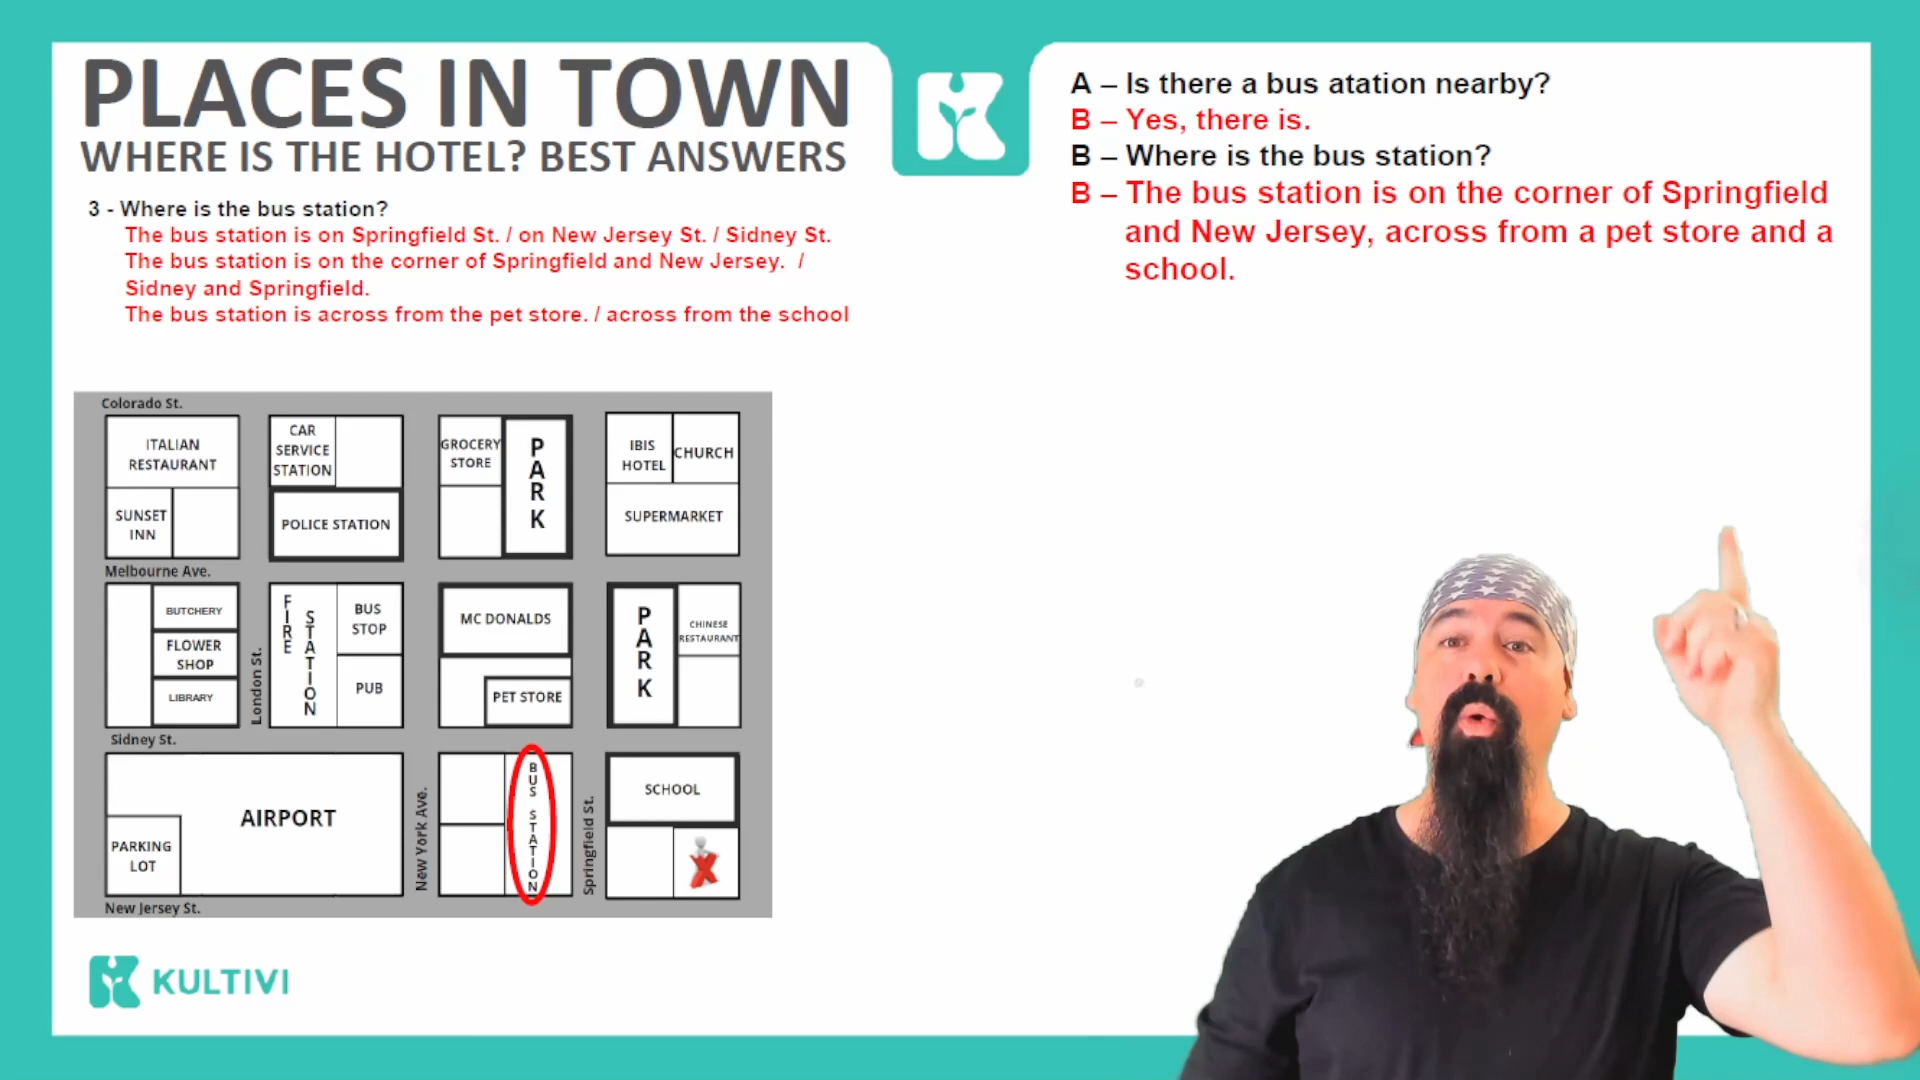 PLACES IN TOWN
WHERE IS THE HOTEL? BEST ANSWERS
3 - Where is the bus station?
The bus station is on Springfield St. / on New Jersey St. / Sidney St.
The bus station is on the corner of Springfield and New Jersey.  /
Sidney and Springfield.
The bus station is across from the pet store. / across from the school
A – Is there a bus atation nearby?
B – Yes, there is.
B – Where is the bus station?
B – The bus station is on the corner of Springfield
and New Jersey, across from a pet store and a
school.
Colorado St.
ITALIAN
RESTAURANT
SUNSET
INN
CAR
SERVICE
STATION
POLICE STATION
GROCERY
STORE
PARK
IBIS
HOTEL
CHURCH
SUPERMARKET
Melbourne Ave.
BUTCHERY
FLOWER
SHOP
LIBRARY
London St.
FIRE
STATION
BUS
STOP
PUB
MC DONALDS
PET STORE
PARK
CHINESE
RESTAURANT
Sidney St.
AIRPORT
PARKING
LOT
New York Ave.
BUS STATION
Springfield St.
SCHOOL
New Jersey St.
KULTIVI